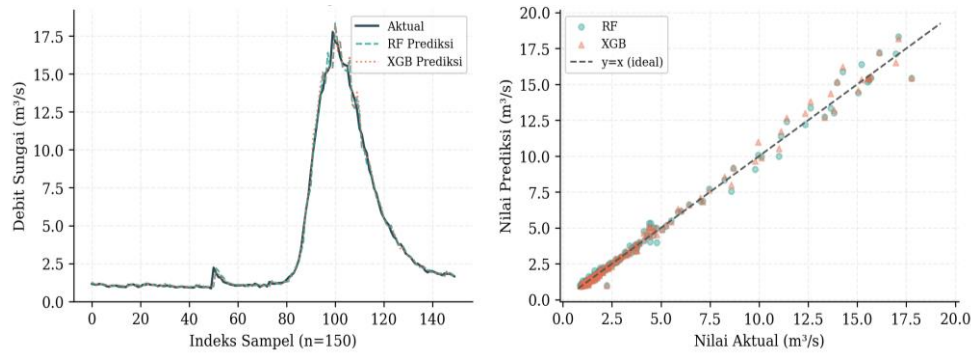 Debit Sungai (m³/s)
17.5
15.0
12.5
10.0
7.5
5.0
2.5
0.0
0 20 40 60 80 100 120 140
Indeks Sampel (n=150)
Aktual
RF Prediksi
XGB Prediksi
Nilai Prediksi (m³/s)
20.0
17.5
15.0
12.5
10.0
7.5
5.0
2.5
0.0
0.0 2.5 5.0 7.5 10.0 12.5 15.0 17.5 20.0
Nilai Aktual (m³/s)
RF
XGB
y=x (ideal)